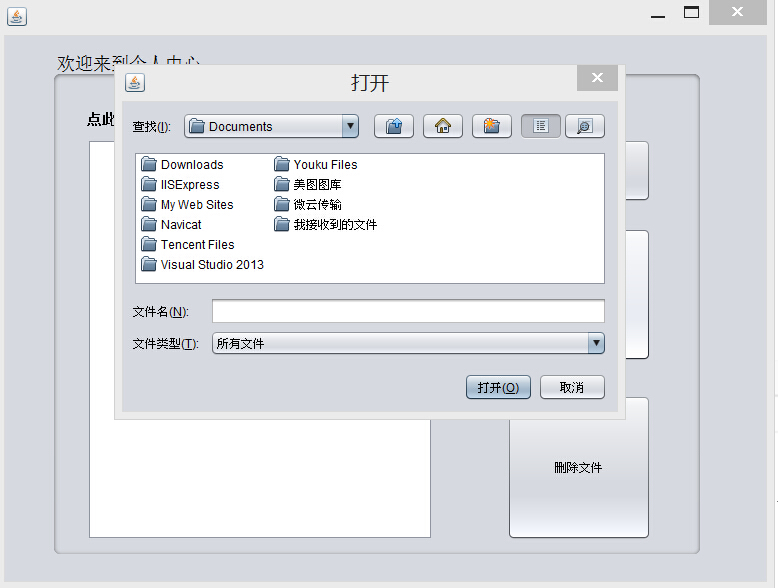 欢迎来到个人中心
打开
点此
查找(I):
Documents
Downloads
Youku Files
IISExpress
美图图库
My Web Sites
微云传输
Navicat
我接收到的文件
Tencent Files
Visual Studio 2013
文件名(N):
文件类型(T):
所有文件
打开(O)
取消
删除文件